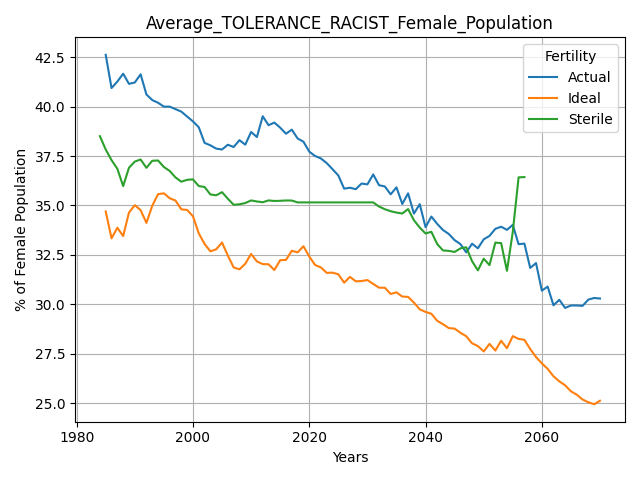 Average_TOLERANCE_RACIST_Female_Population
Fertility
Actual
Ideal
Sterile
% of Female Population
42.5
40.0
37.5
35.0
32.5
30.0
27.5
25.0
1980
2000
2020
2040
2060
Years